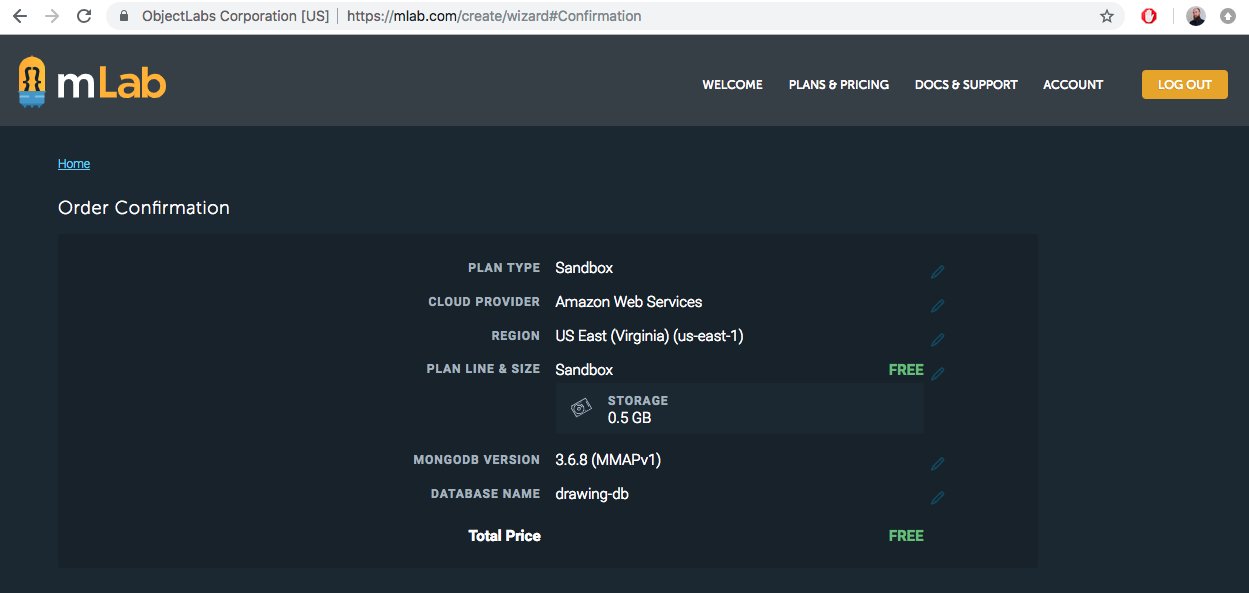 ObjectLabs Corporation [US] https://mlab.com/create/wizard#Confirmation
mLab WELCOME PLANS & PRICING DOCS & SUPPORT ACCOUNT LOG OUT
Home
Order Confirmation
PLAN TYPE Sandbox
CLOUD PROVIDER Amazon Web Services
REGION US East (Virginia) (us-east-1)
PLAN LINE & SIZE Sandbox FREE
STORAGE
0.5 GB
MONGODB VERSION 3.6.8 (MMAPv1)
DATABASE NAME drawing-db
Total Price FREE